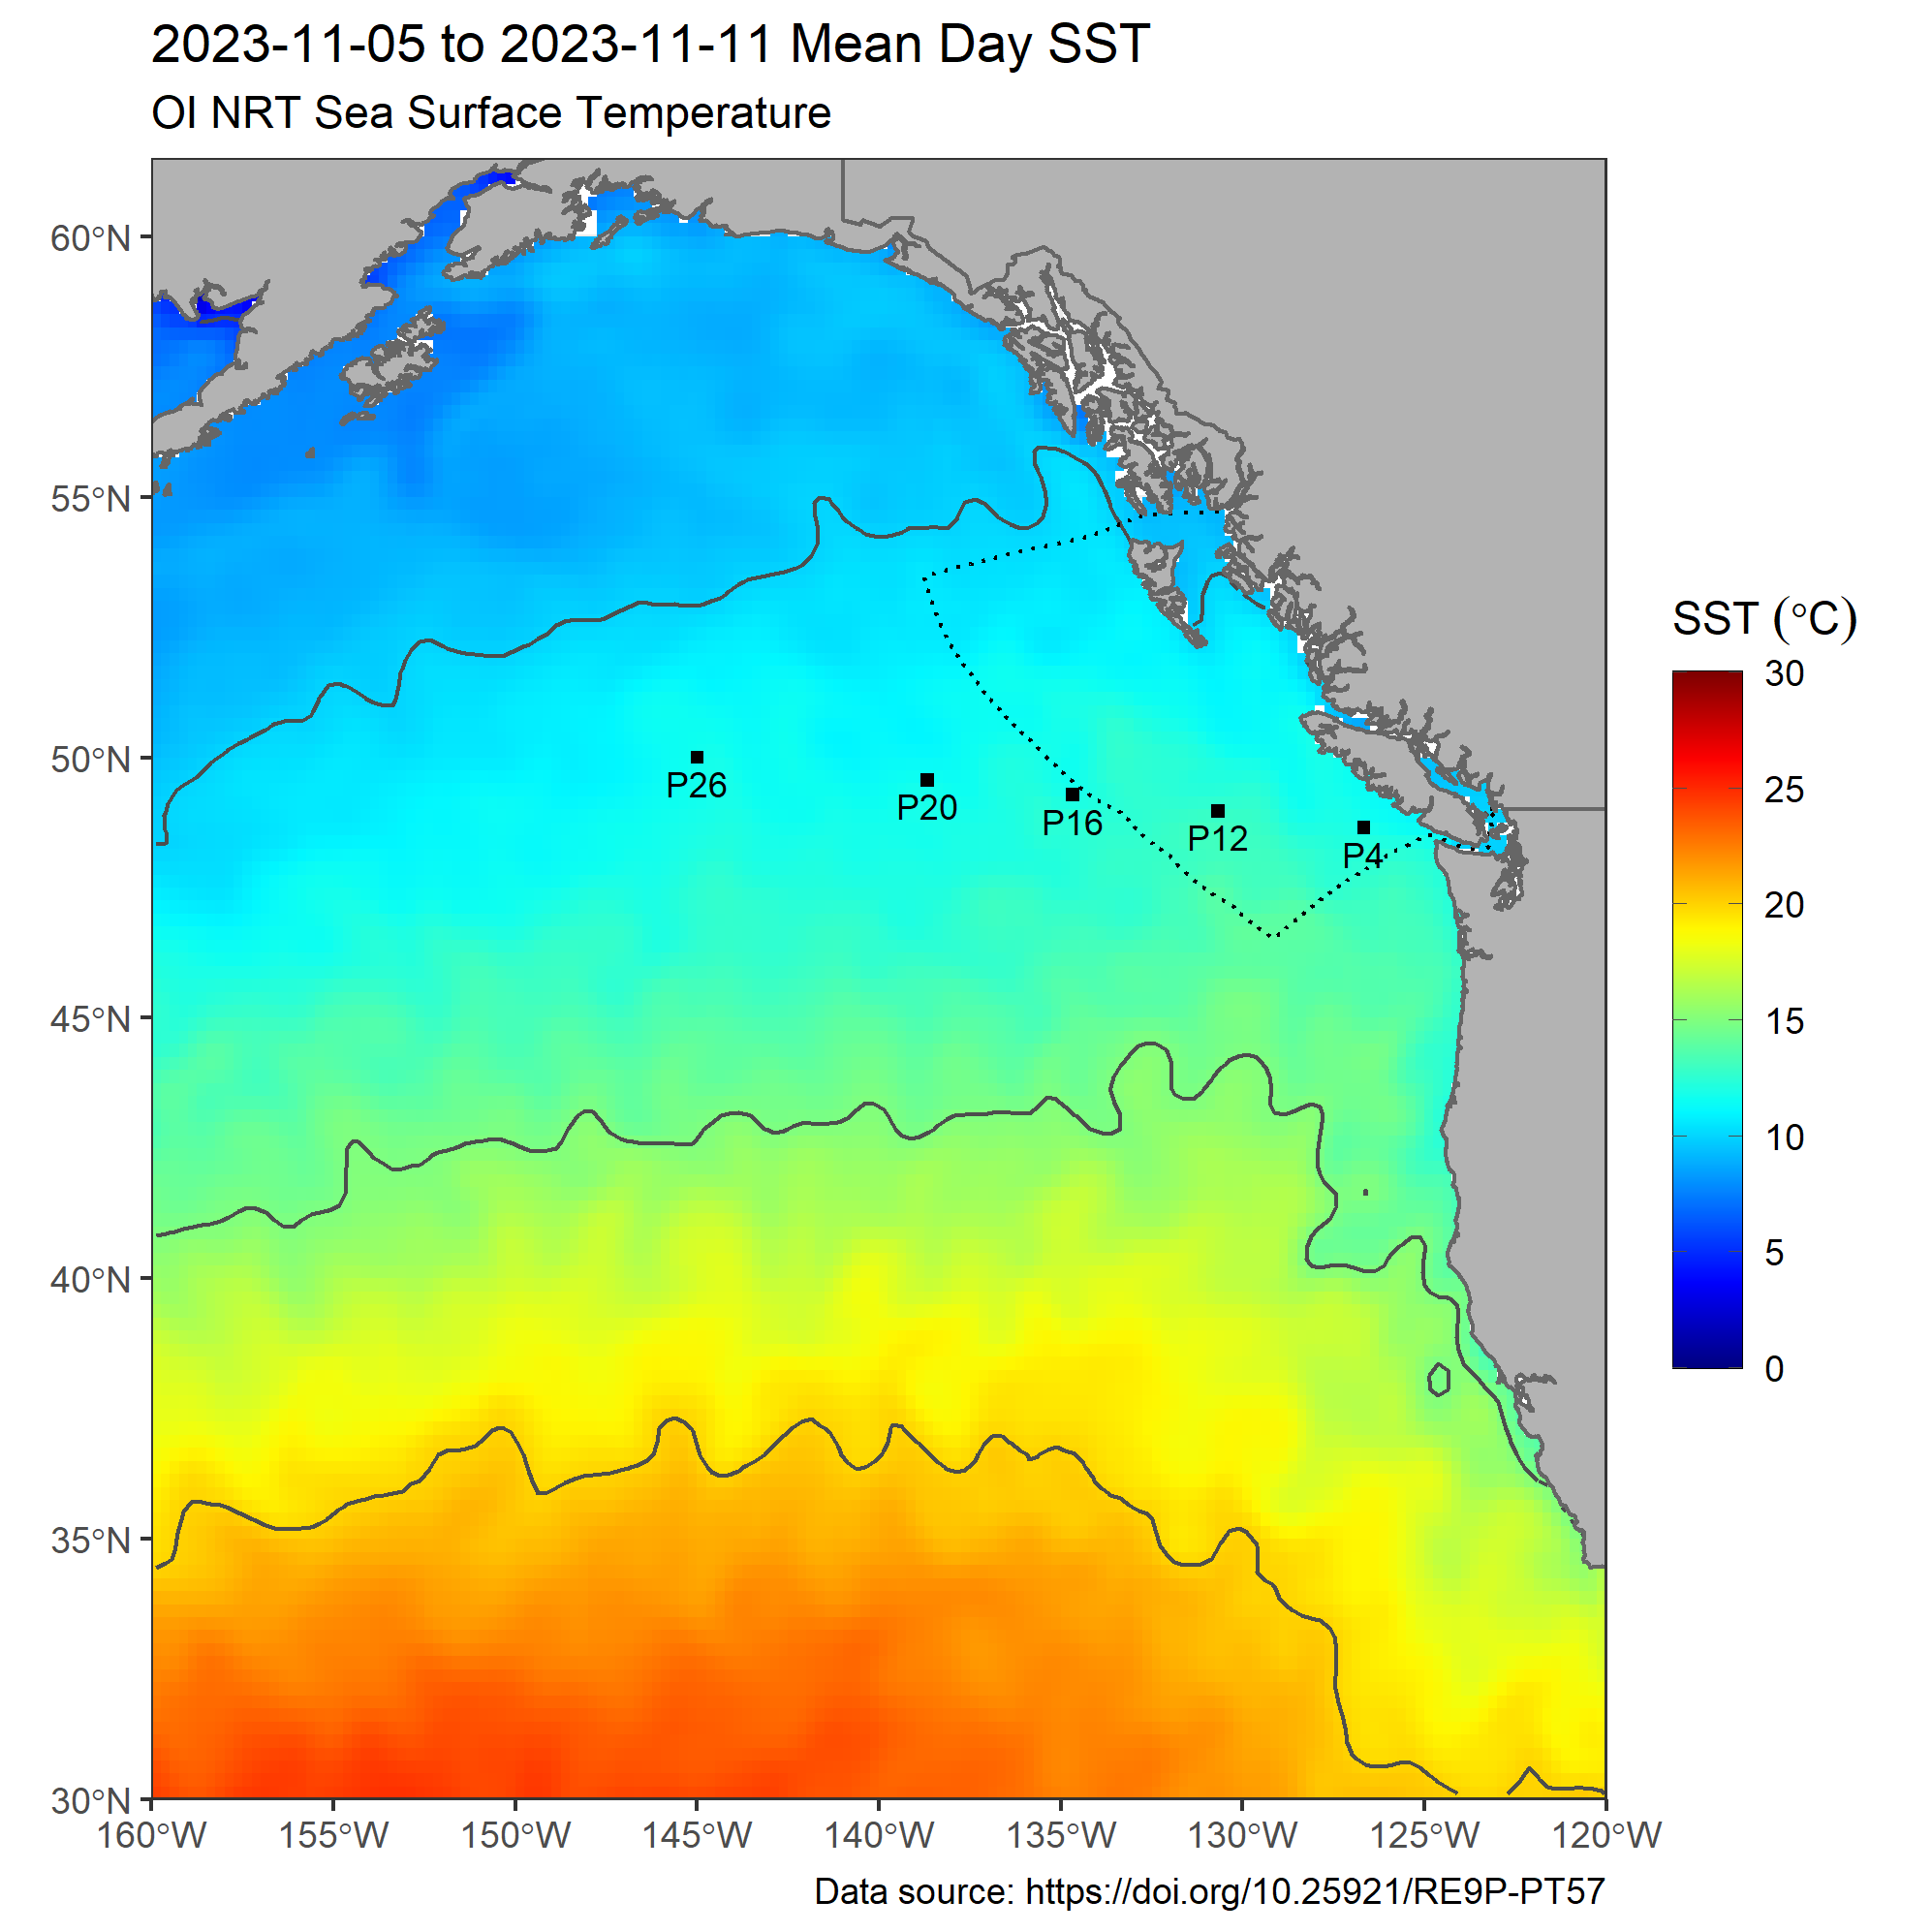 2023-11-05 to 2023-11-11 Mean Day SST
OI NRT Sea Surface Temperature
60°N
55°N
50°N
45°N
40°N
35°N
30°N
P26
P20
P16
P12
P4
160°W 155°W 150°W 145°W 140°W 135°W 130°W 125°W 120°W
SST (°C)
30
25
20
15
10
5
0
Data source: https://doi.org/10.25921/RE9P-PT57